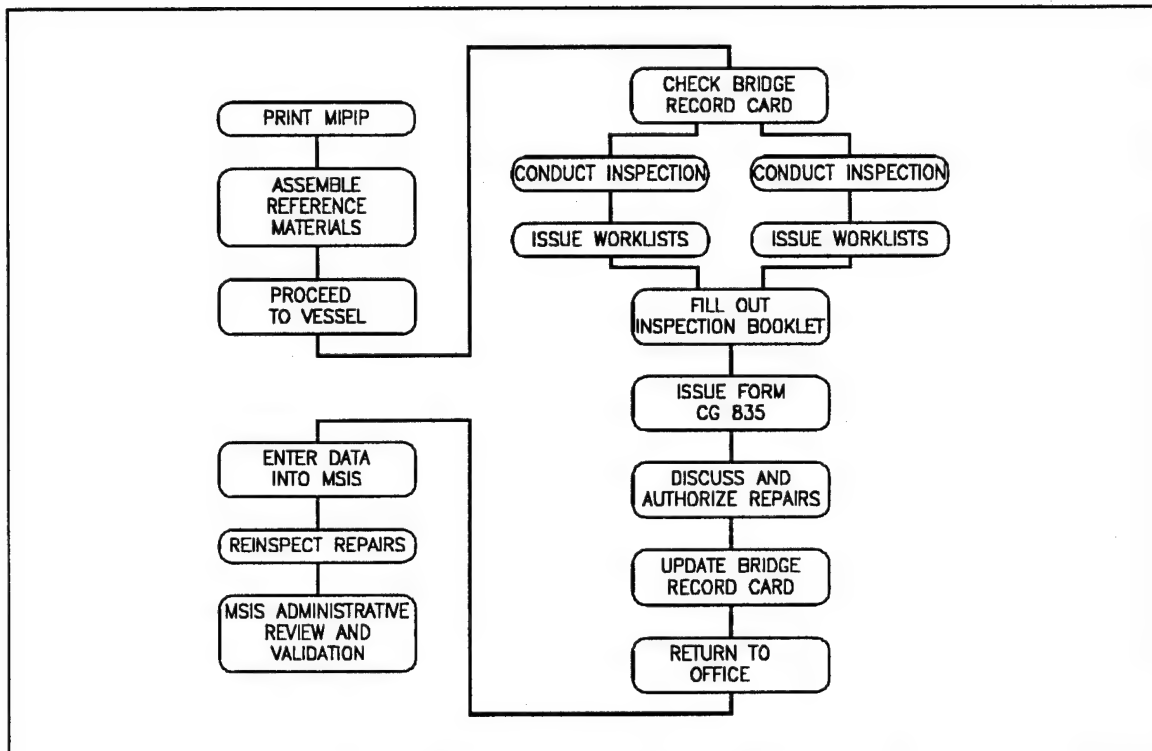 PRINT MIPIP
ASSEMBLE
REFERENCE
MATERIALS
PROCEED
TO VESSEL
CHECK BRIDGE
RECORD CARD
CONDUCT INSPECTION
CONDUCT INSPECTION
ISSUE WORKLISTS
ISSUE WORKLISTS
FILL OUT
INSPECTION BOOKLET
ISSUE FORM
CG 835
DISCUSS AND
AUTHORIZE REPAIRS
UPDATE BRIDGE
RECORD CARD
RETURN TO
OFFICE
ENTER DATA
INTO MSIS
REINSPECT REPAIRS
MSIS ADMINISTRATIVE
REVIEW AND
VALIDATION